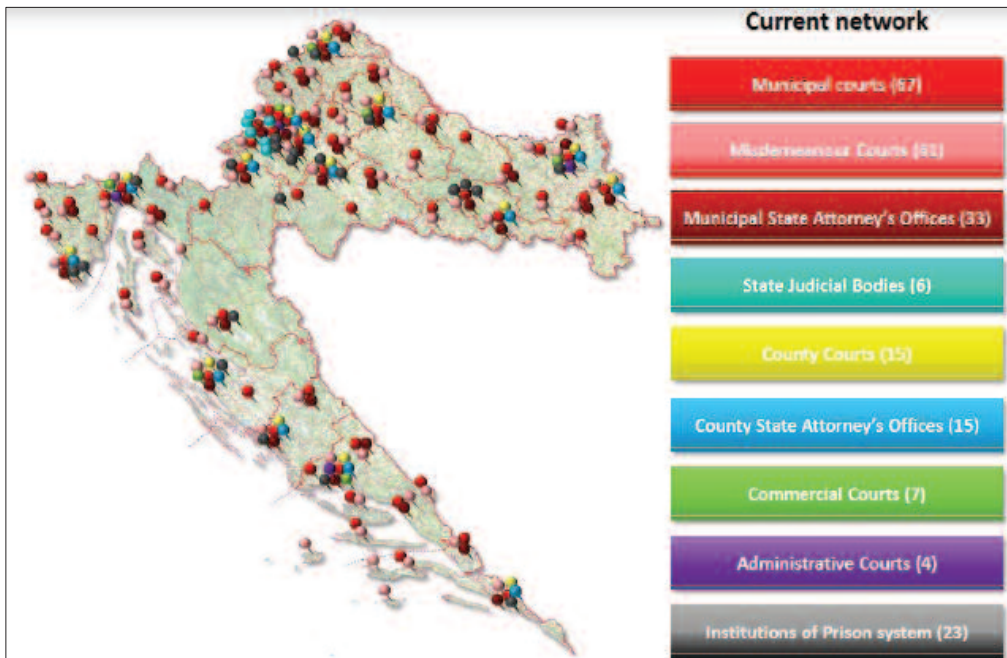 Current network
Municipal courts (67)
Misdemeanour Courts (61)
Municipal State Attorney's Offices (33)
State Judicial Bodies (6)
County Courts (15)
County State Attorney's Offices (15)
Commercial Courts (7)
Administrative Courts (4)
Institutions of Prison system (23)